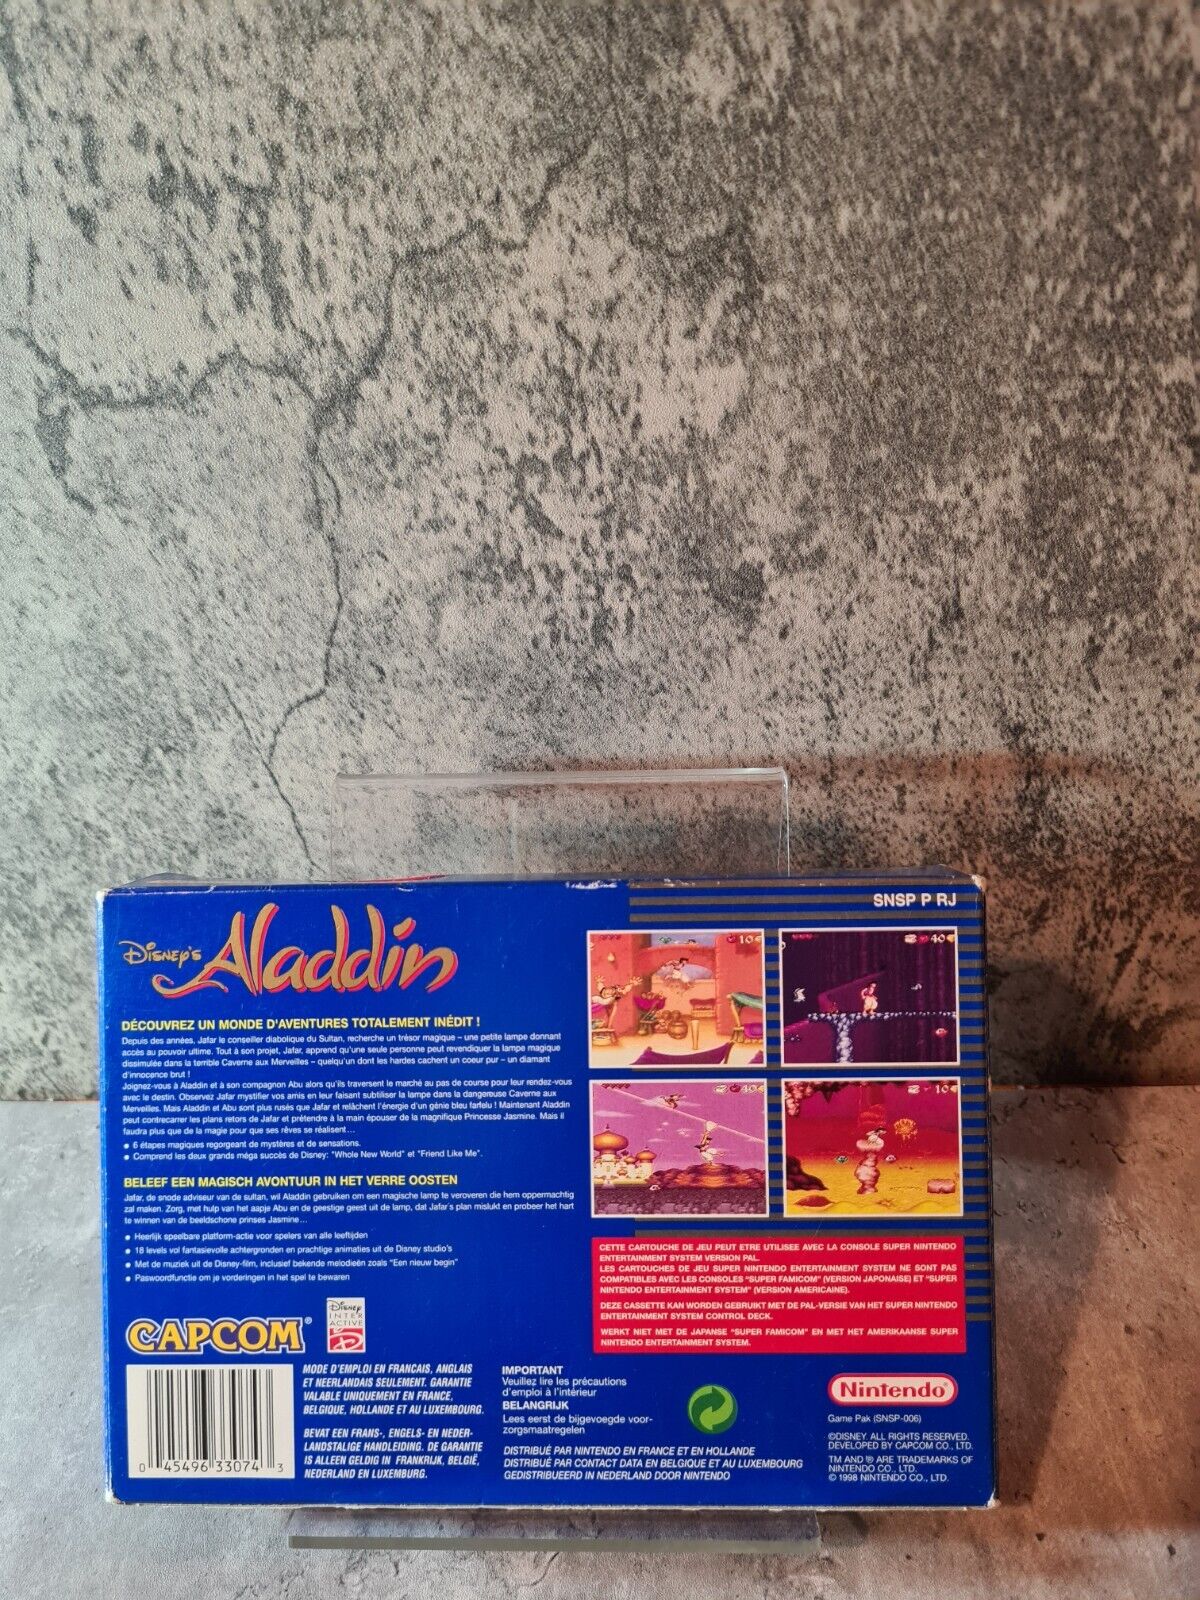 SNSP P RJ
DISNEY'S Aladdin
DÉCOUVREZ UN MONDE D'AVENTURES TOTALEMENT INÉDIT !
Depuis des années, Jafar le conseiller diabolique du Sultan, recherche un trésor magique – une petite lampe donnant
accès au pouvoir ultime. Tout à son projet, Jafar, apprend qu'une seule personne peut revendiquer la lampe magique
dissimulée dans la terrible Caverne aux Merveilles – quelqu'un dont les hardes cachent un coeur pur – un diamant
d'innocence brut !
Joignez-vous à Aladdin et à son compagnon Abu alors qu'ils traversent le marché au pas de course pour leur rendez-vous
avec le destin. Observez Jafar mystifier vos amis en leur faisant subtiliser la lampe dans la dangereuse Caverne aux
Merveilles. Mais Aladdin et Abu sont plus rusés que Jafar et relâchent l'énergie d'un génie bleu farfelu ! Maintenant Aladdin
peut contrecarrer les plans retors de Jafar et prétendre à la main épouser de la magnifique Princesse Jasmine. Mais il
faudra plus que de la magie pour que ses rêves se réalisent…
• 6 étapes magiques regorgeant de mystères et de sensations.
• Comprend les deux grands méga succès de Disney: "Whole New World" et "Friend Like Me".
BELEEF EEN MAGISCH AVONTUUR IN HET VERRE OOSTEN
Jafar, de snode adviseur van de sultan, wil Aladdin gebruiken om een magische lamp te veroveren die hem oppermachtig
zal maken. Zorg, met hulp van het aapje Abu en de geestige geest uit de lamp, dat Jafar's plan mislukt en probeer het hart
te winnen van de beeldschone prinses Jasmine…
• Heerlijk speelbare platform-actie voor spelers van alle leeftijden
• 18 levels vol fantasievolle achtergronden en prachtige animaties uit de Disney studio's
• Met de muziek uit de Disney-film, inclusief bekende melodieën zoals "Een nieuw begin"
• Paswoordfunctie om je vorderingen in het spel te bewaren
10
40
40
10
CETTE CARTOUCHE DE JEU PEUT ETRE UTILISEE AVEC LA CONSOLE SUPER NINTENDO
ENTERTAINMENT SYSTEM VERSION PAL.
LES CARTOUCHES DE JEU SUPER NINTENDO ENTERTAINMENT SYSTEM NE SONT PAS
COMPATIBLES AVEC LES CONSOLES "SUPER FAMICOM" (VERSION JAPONAISE) ET "SUPER
NINTENDO ENTERTAINMENT SYSTEM" (VERSION AMERICAINE).
DEZE CASSETTE KAN WORDEN GEBRUIKT MET DE PAL-VERSIE VAN HET SUPER NINTENDO
ENTERTAINMENT SYSTEM CONTROL DECK.
WERKT NIET MET DE JAPANSE "SUPER FAMICOM" EN MET HET AMERIKAANSE SUPER
NINTENDO ENTERTAINMENT SYSTEM.
CAPCOM®
DISNEY
INTER
ACTIVE
0 45496 33074 3
MODE D'EMPLOI EN FRANCAIS, ANGLAIS
ET NEERLANDAIS SEULEMENT. GARANTIE
VALABLE UNIQUEMENT EN FRANCE,
BELGIQUE, HOLLANDE ET AU LUXEMBOURG.
BEVAT EEN FRANS-, ENGELS- EN NEDER-
LANDSTALIGE HANDLEIDING. DE GARANTIE
IS ALLEEN GELDIG IN FRANKRIJK, BELGIË,
NEDERLAND EN LUXEMBURG.
IMPORTANT
Veuillez lire les précautions
d'emploi à l'intérieur
BELANGRIJK
Lees eerst de bijgevoegde voor-
zorgsmaatregelen
DISTRIBUÉ PAR NINTENDO EN FRANCE ET EN HOLLANDE
DISTRIBUÉ PAR CONTACT DATA EN BELGIQUE ET AU LUXEMBOURG
GEDISTRIBUEERD IN NEDERLAND DOOR NINTENDO
Nintendo®
Game Pak (SNSP-006)
©DISNEY. ALL RIGHTS RESERVED.
DEVELOPED BY CAPCOM CO., LTD.
TM AND ® ARE TRADEMARKS OF
NINTENDO CO., LTD.
© 1998 NINTENDO CO., LTD.